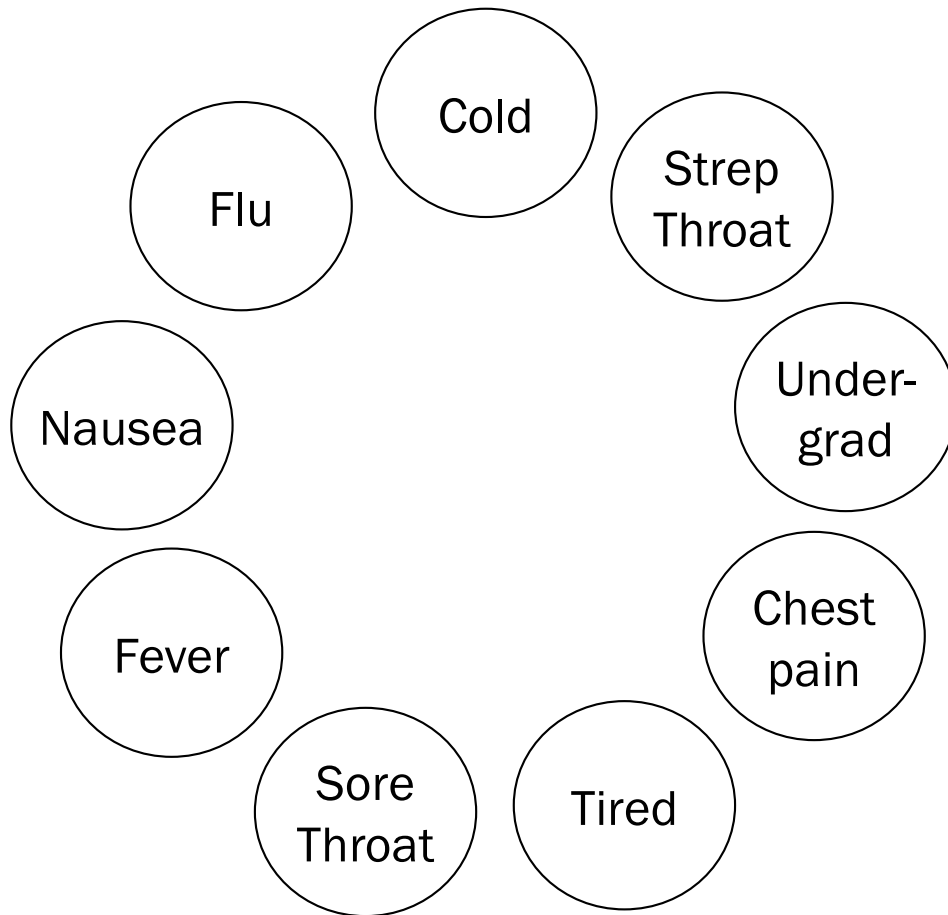 Cold
Strep
Throat
Flu
Under-
grad
Nausea
Chest
pain
Fever
Sore
Throat
Tired